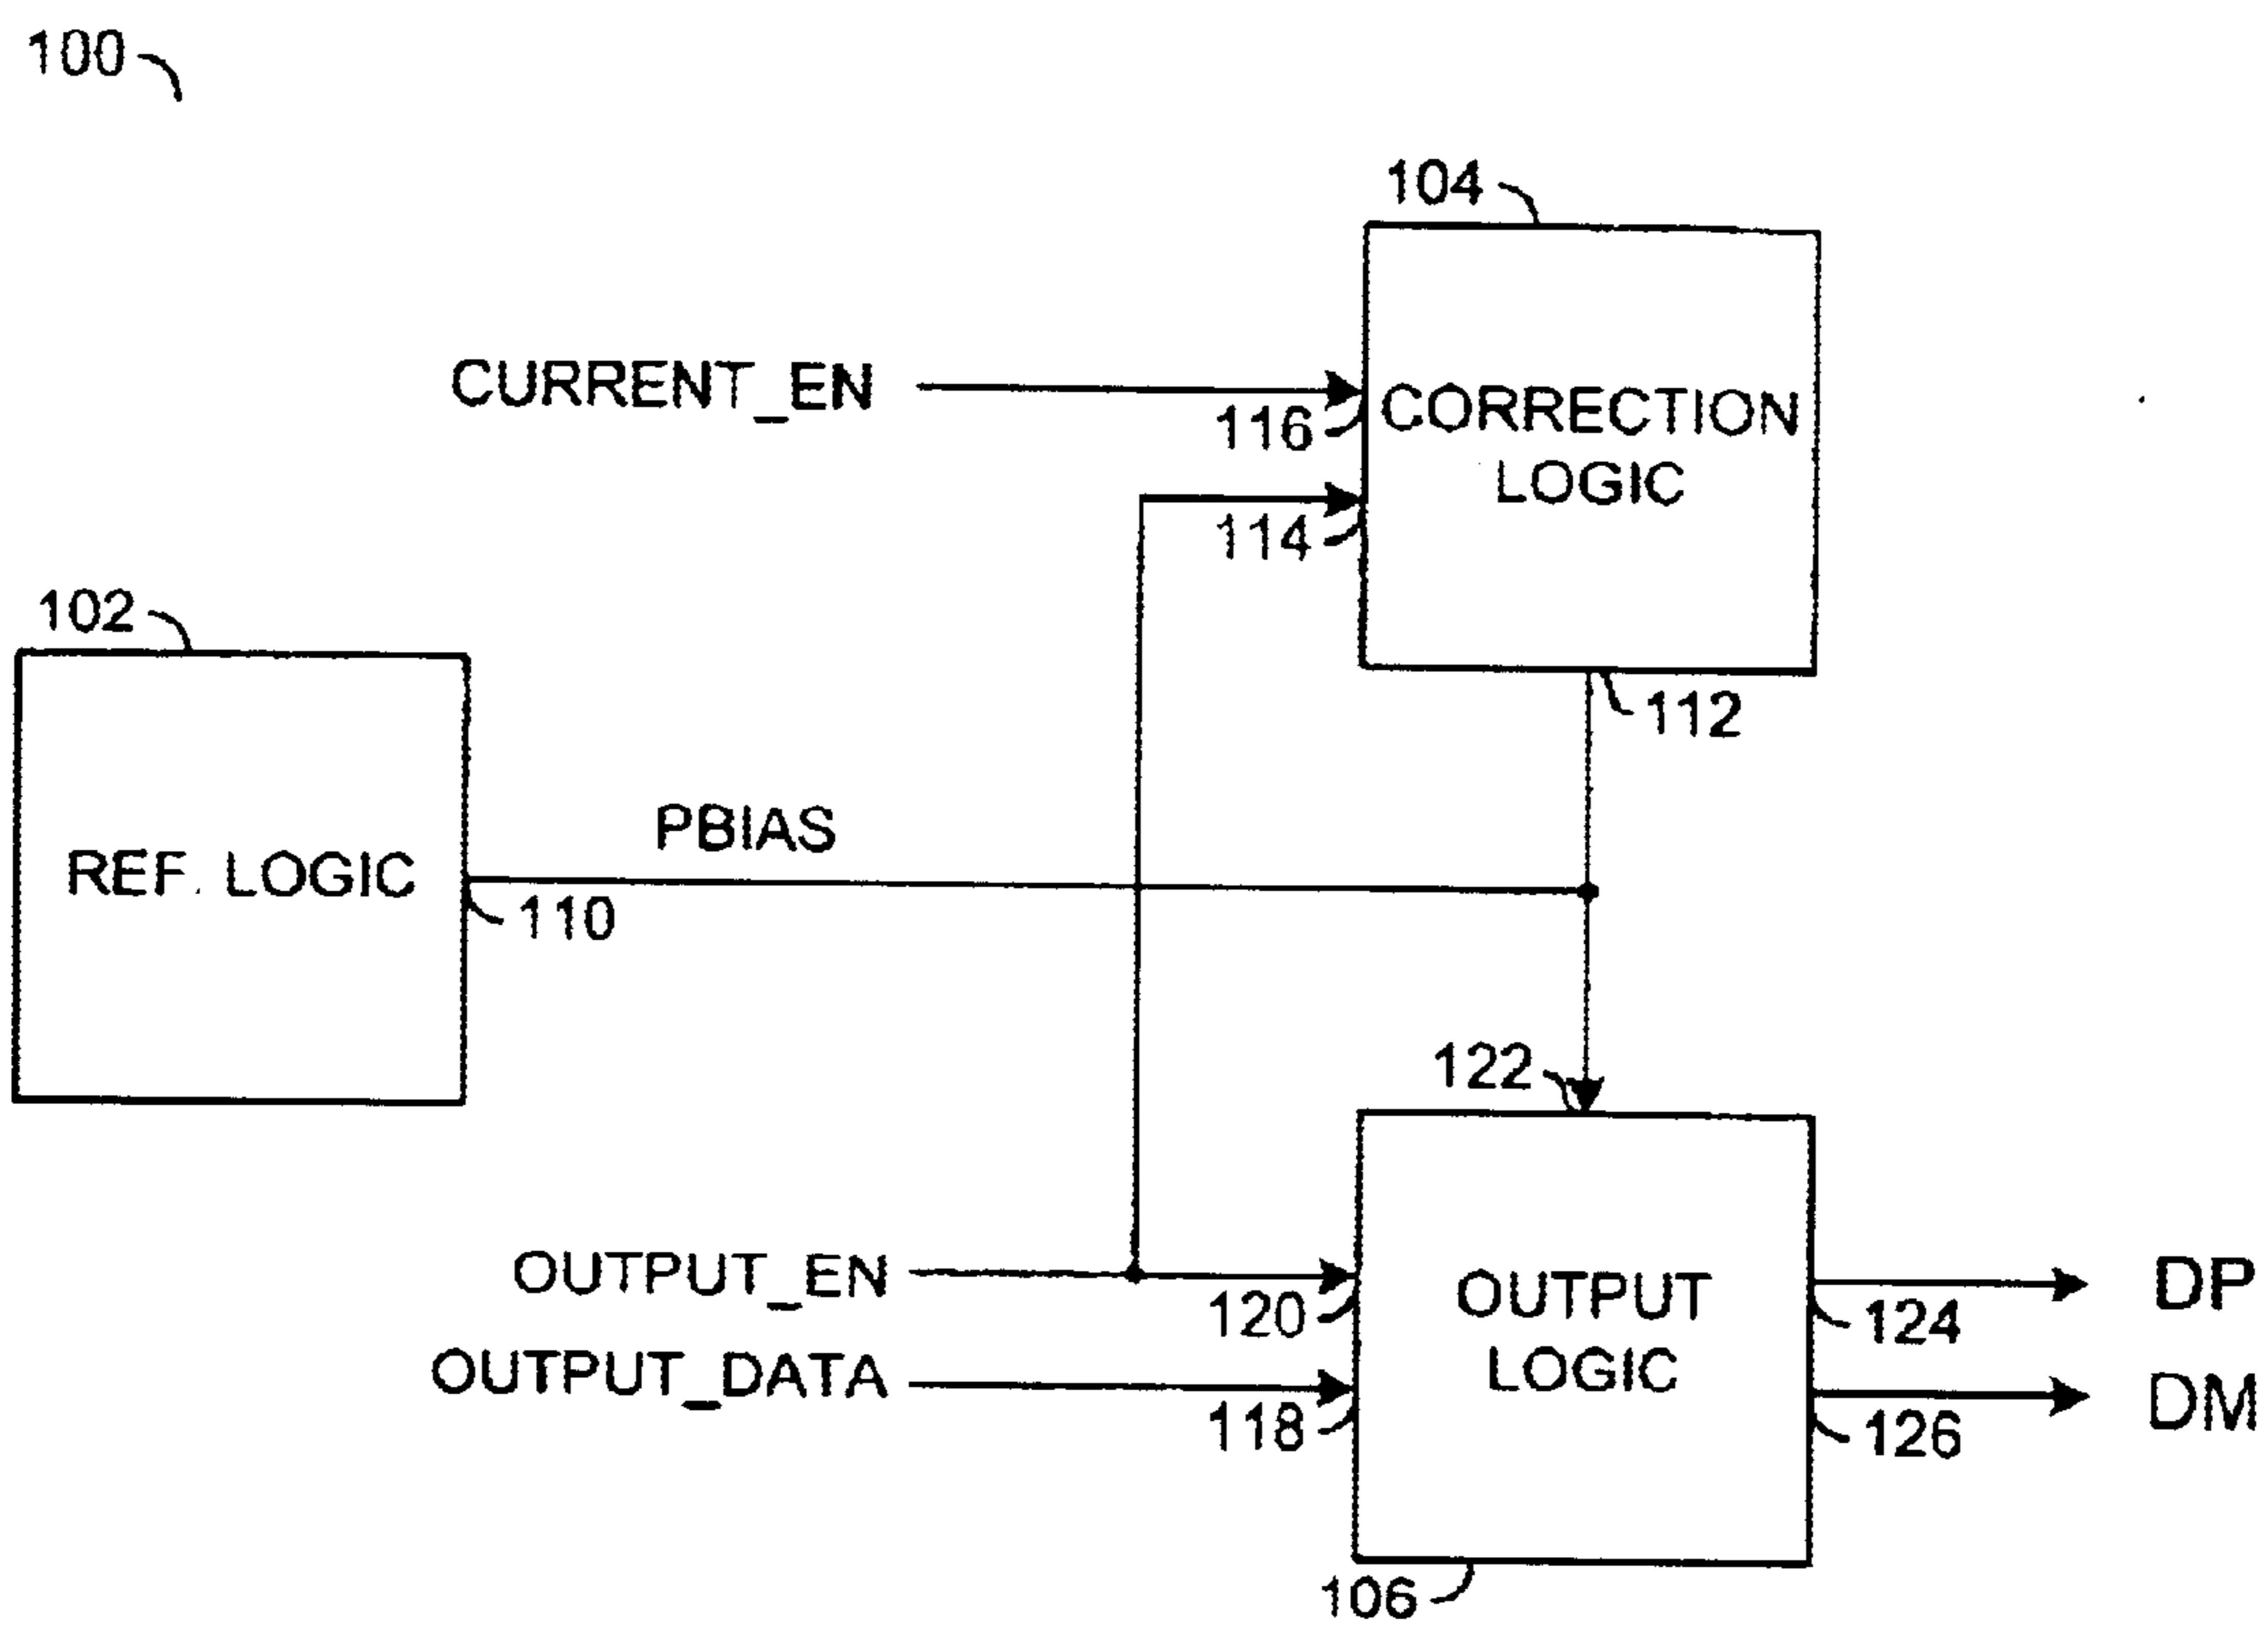 100
104
CURRENT_EN
116
CORRECTION
LOGIC
114
102
112
PBIAS
REF. LOGIC
110
122
OUTPUT_EN
120
OUTPUT
LOGIC
DP
124
OUTPUT_DATA
118
DM
126
106